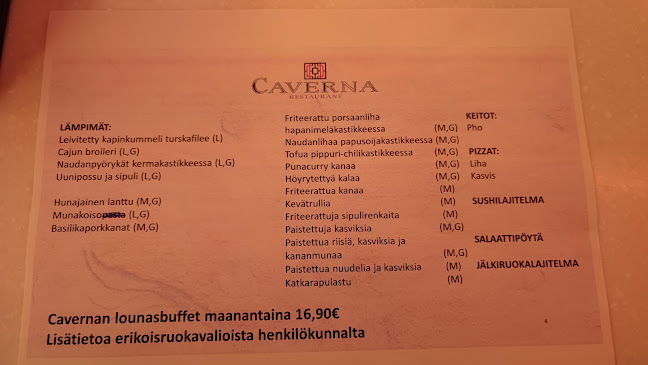 CAVERNA
RESTAURANT
LÄMPIMÄT:
Leivitetty kapinkummeli turskafilee (L)
Cajun broileri (L,G)
Naudanpyörykät kermakastikkeessa (L,G)
Uunipossu ja sipuli (L,G)
Hunajainen lanttu (M,G)
Munakoisopasta (L,G)
Basilikaporkkanat (M,G)
Friteerattu porsaanliha
hapanimeläkastikkeessa (M,G)
Naudanlihaa papusoijakastikkeessa (M,G)
Tofua pippuri-chilikastikkeessa (M,G)
Punacurry kanaa (M,G)
Höyrytettyä kalaa (M,G)
Friteerattua kanaa (M)
Kevätrullia (M)
Friteerattuja sipulirenkaita (M)
Paistettuja kasviksia (M,G)
Paistettua riisiä, kasviksia ja
kananmunaa (M,G)
Paistettua nuudelia ja kasviksia (M)
Katkarapulastu (M)
KEITOT:
Pho
PIZZAT:
Liha
Kasvis
SUSHILAJITELMA
SALAATTIPÖYTÄ
JÄLKIRUOKALAJITELMA
Cavernan lounasbuffet maanantaina 16,90€
Lisätietoa erikoisruokavalioista henkilökunnalta
4